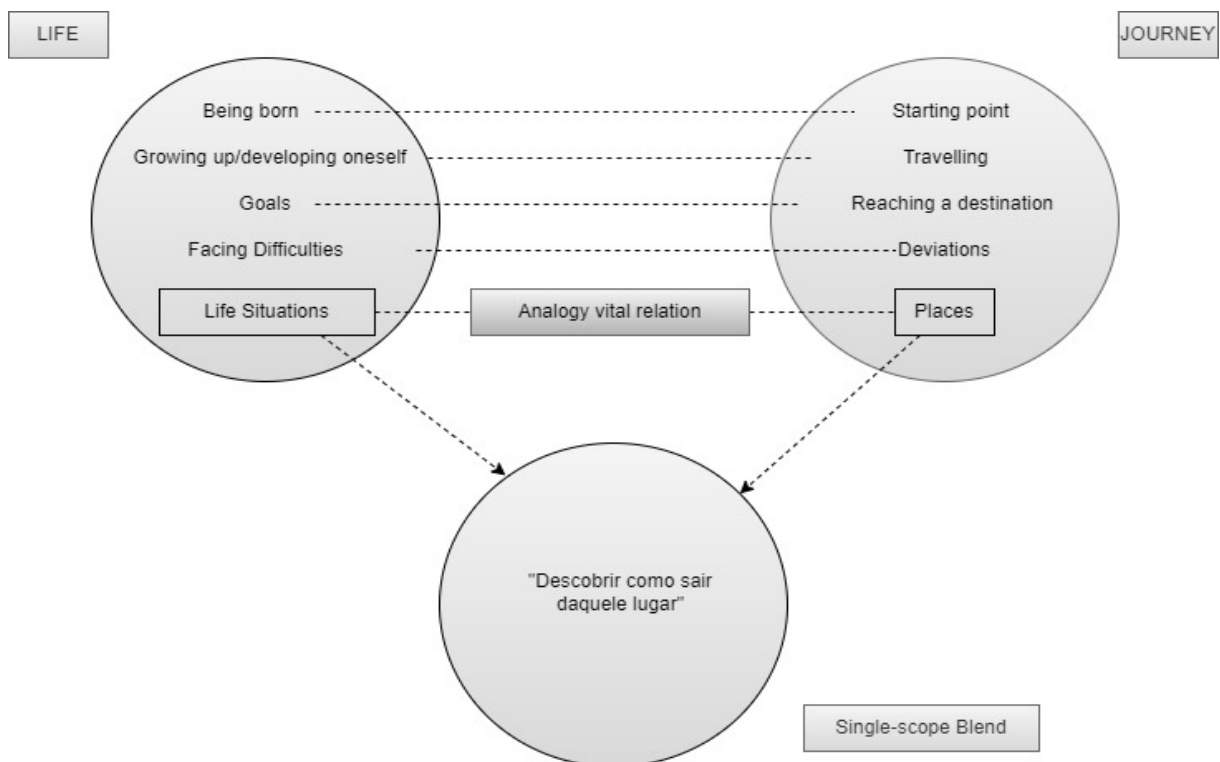 LIFE
JOURNEY
Being born
Starting point
Growing up/developing oneself
Travelling
Goals
Reaching a destination
Facing Difficulties
Deviations
Life Situations
Analogy vital relation
Places
"Descobrir como sair
daquele lugar"
Single-scope Blend